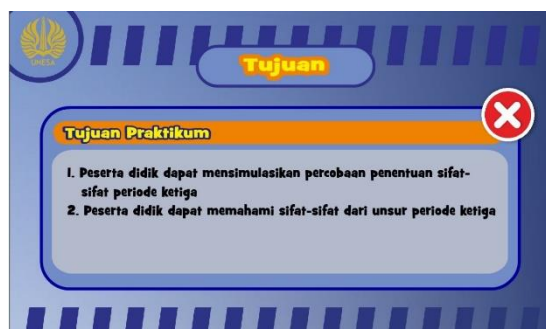 UNESA
Tujuan
Tujuan Praktikum
1. Peserta didik dapat mensimulasikan percobaan penentuan sifat-
sifat periode ketiga
2. Peserta didik dapat memahami sifat-sifat dari unsur periode ketiga